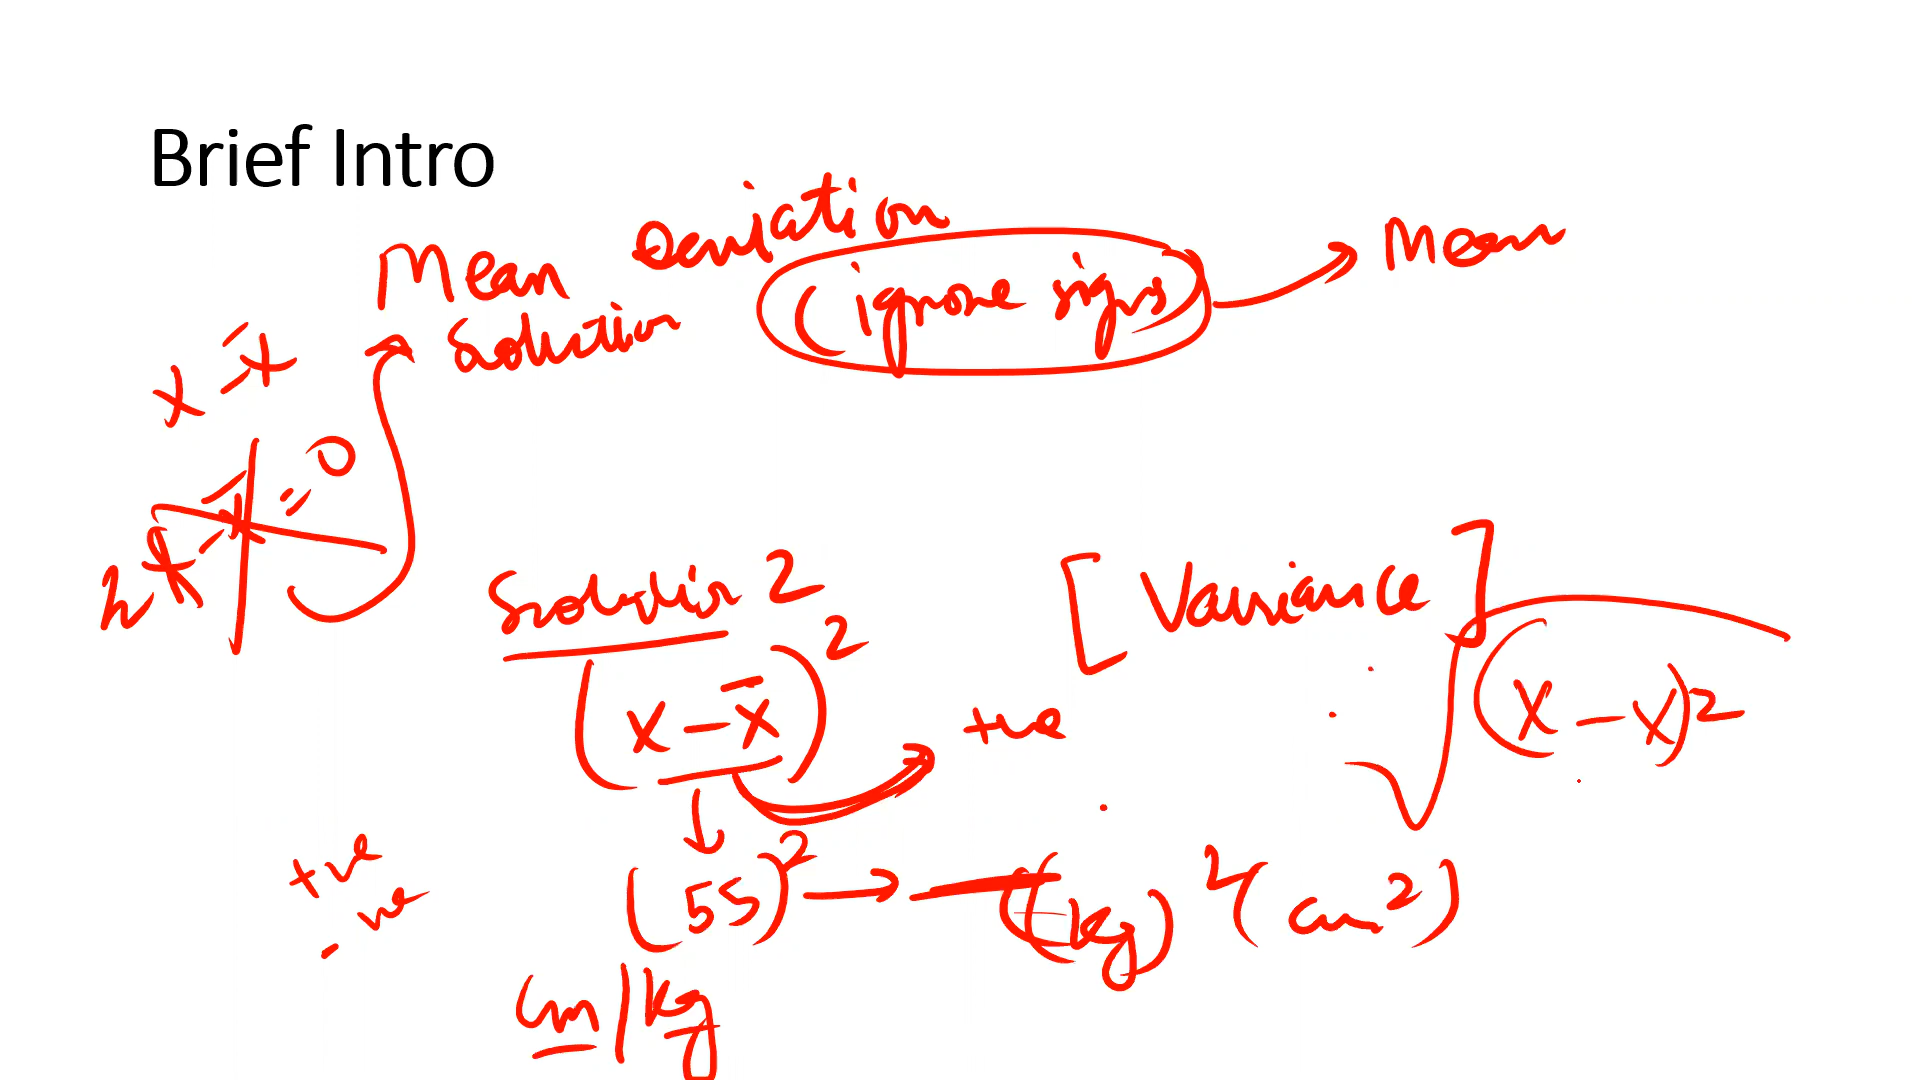 Brief Intro
Mean Deviation
Solution (ignore signs) → Mean
x - x̄
x - x̄ = 0
Solution 2 [Variance]
(x - x̄)² +ve √(x - x)²
+ve
- ve
(55)² → (kg)² (cm²)
cm/kg